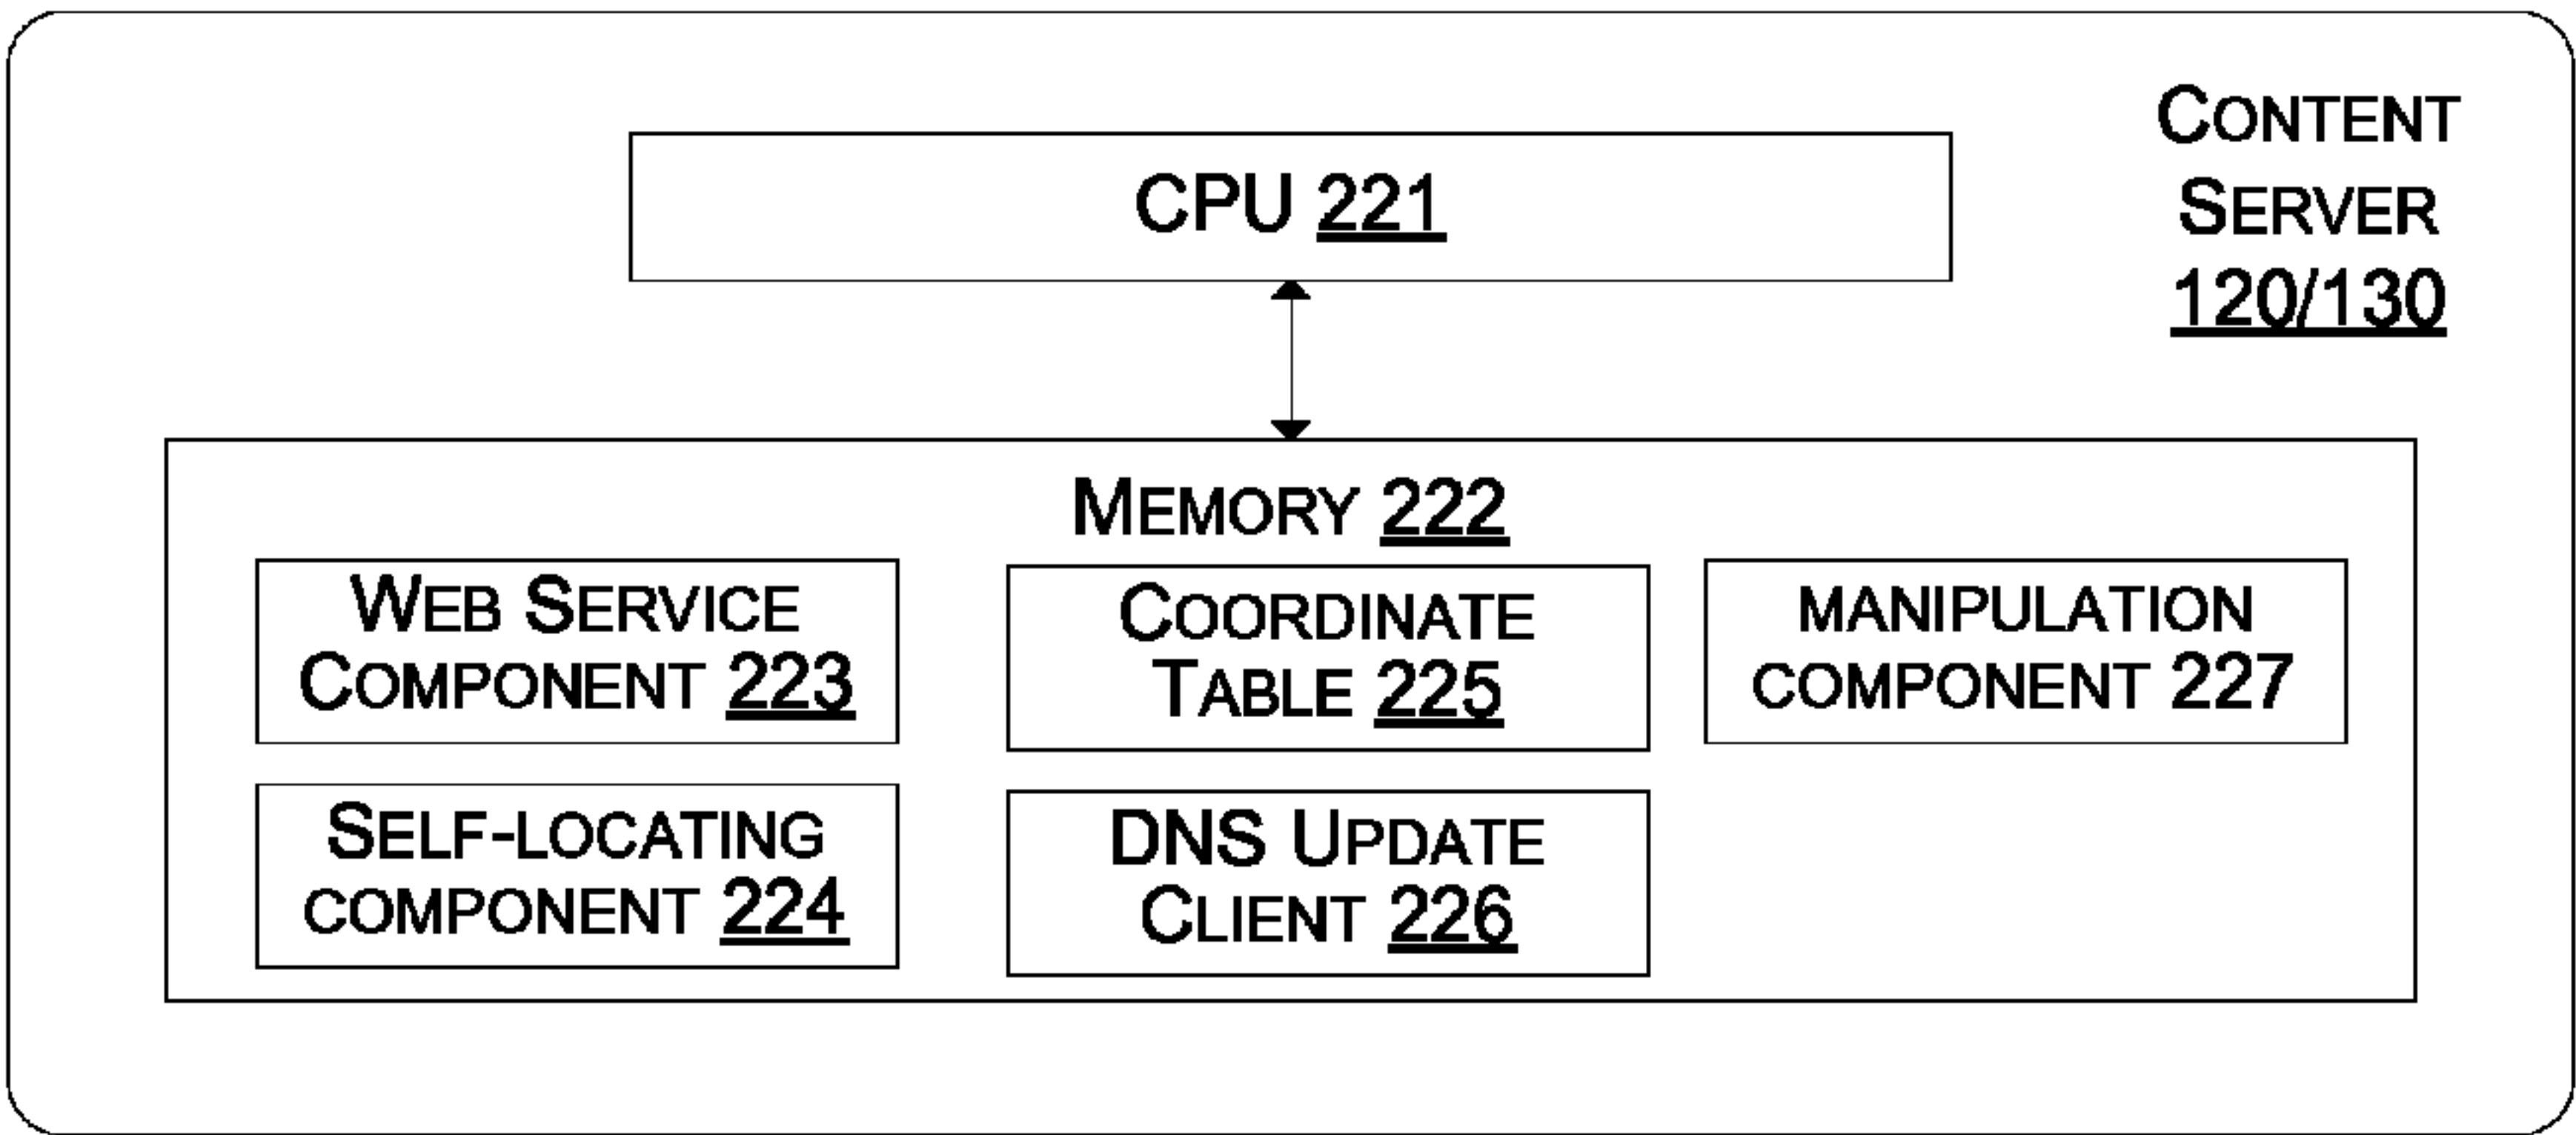 CONTENT
SERVER
120/130
CPU 221
MEMORY 222
WEB SERVICE
COMPONENT 223
COORDINATE
TABLE 225
MANIPULATION
COMPONENT 227
SELF-LOCATING
COMPONENT 224
DNS UPDATE
CLIENT 226